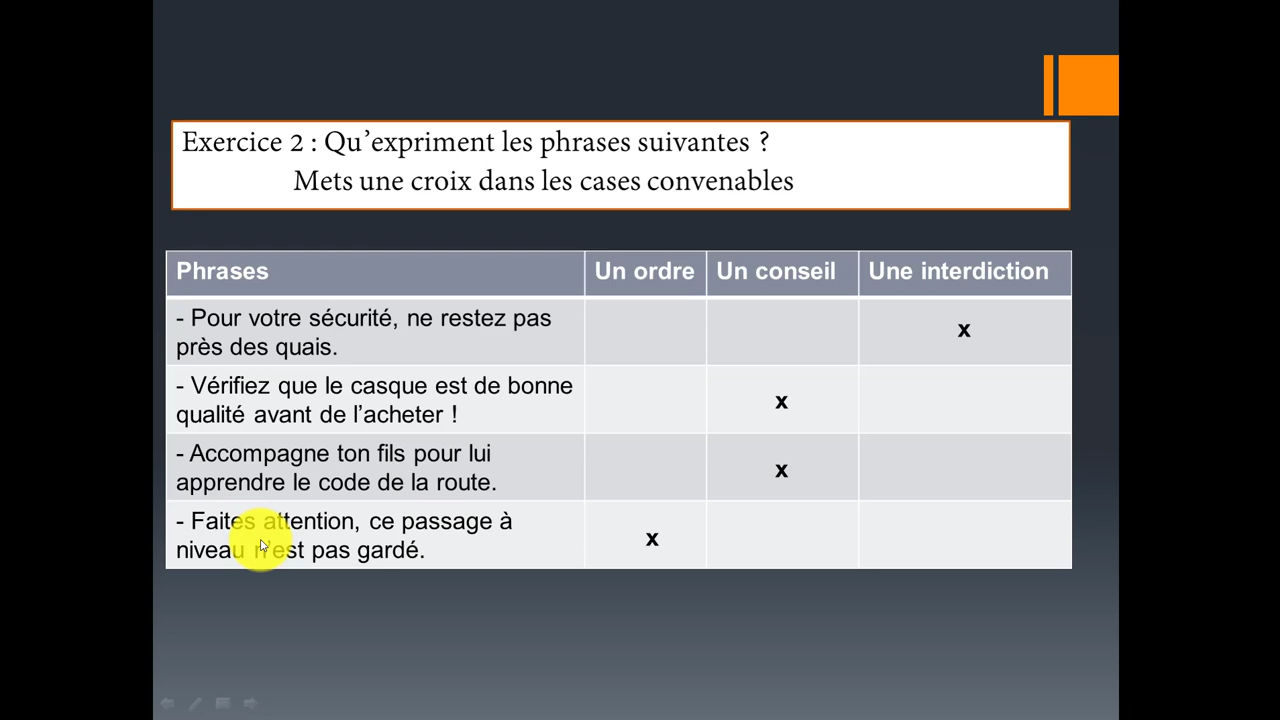 Exercice 2 : Qu’expriment les phrases suivantes ?
Mets une croix dans les cases convenables
Phrases Un ordre Un conseil Une interdiction
- Pour votre sécurité, ne restez pas
près des quais.
x
- Vérifiez que le casque est de bonne
qualité avant de l’acheter !
x
- Accompagne ton fils pour lui
apprendre le code de la route.
x
- Faites attention, ce passage à
niveau n’est pas gardé.
x